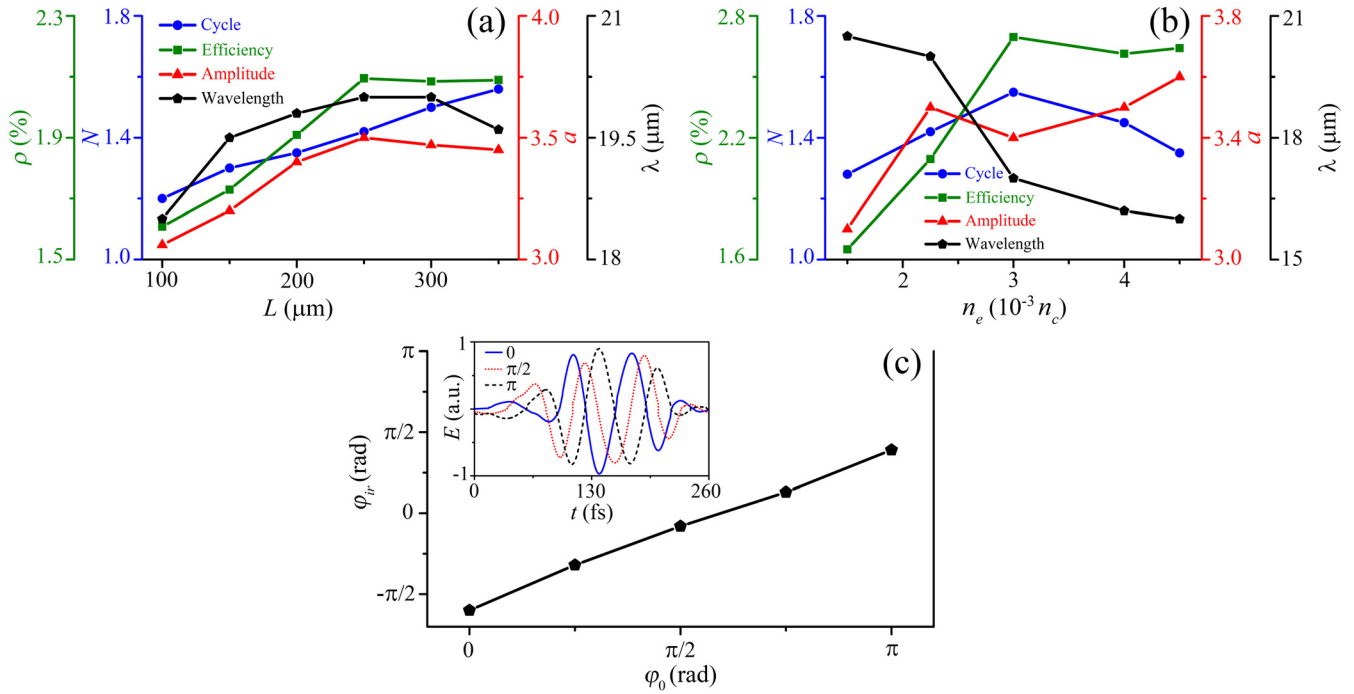 (a)
ρ (%)
2.3
1.9
1.5
N
1.8
1.4
1.0
Cycle
Efficiency
Amplitude
Wavelength
4.0
3.5
3.0
a
21
19.5
18
λ (μm)
100
200
300
L (μm)
(b)
ρ (%)
2.8
2.2
1.6
N
1.8
1.4
1.0
Cycle
Efficiency
Amplitude
Wavelength
3.8
3.4
3.0
a
21
18
15
λ (μm)
2
3
4
nₑ (10⁻³ n_c)
(c)
φ_ir (rad)
π
π/2
0
-π/2
E (a.u.)
1
-1
0
π/2
π
0
130
260
t (fs)
0
π/2
π
φ₀ (rad)